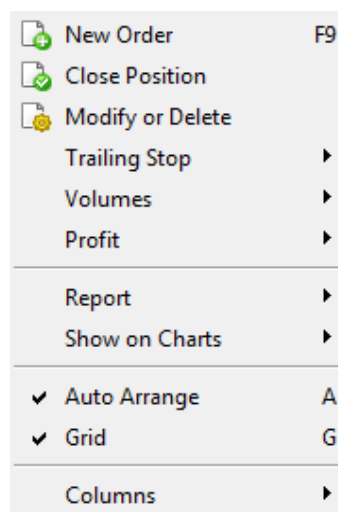 New Order F9
Close Position
Modify or Delete
Trailing Stop
Volumes
Profit
Report
Show on Charts
Auto Arrange A
Grid G
Columns